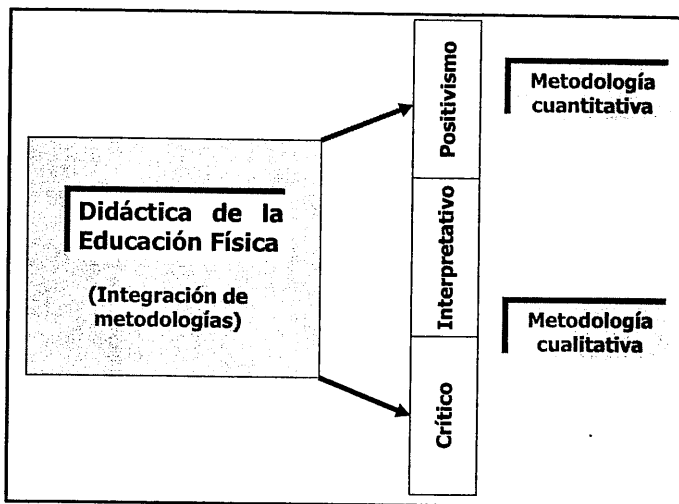 Didáctica de la
Educación Física
(Integración de
metodologías)
Positivismo
Interpretativo
Crítico
Metodología
cuantitativa
Metodología
cualitativa